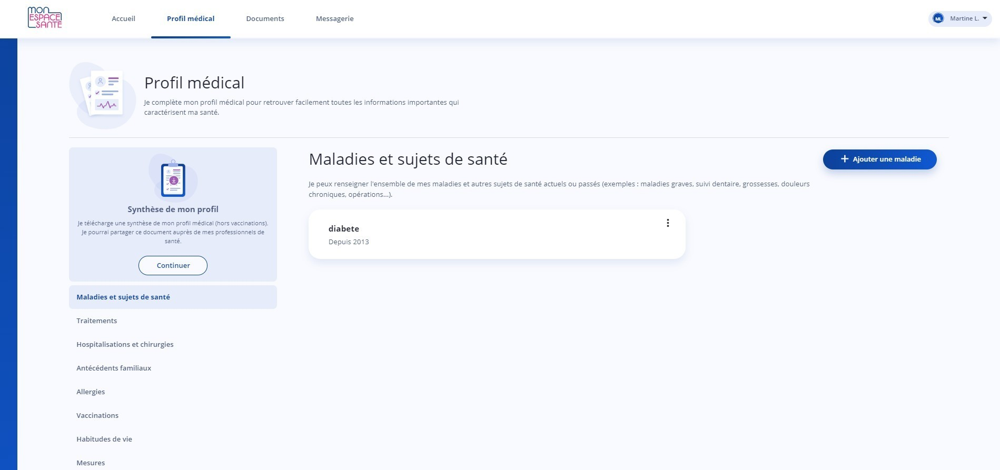 mon
ESPACE
SANTÉ
Accueil
Profil médical
Documents
Messagerie
ML
Martine L.
Profil médical
Je complète mon profil médical pour retrouver facilement toutes les informations importantes qui
caractérisent ma santé.
Synthèse de mon profil
Je télécharge une synthèse de mon profil médical (hors vaccinations).
Je pourrai partager ce document auprès de mes professionnels de
santé.
Continuer
Maladies et sujets de santé
Traitements
Hospitalisations et chirurgies
Antécédents familiaux
Allergies
Vaccinations
Habitudes de vie
Mesures
Maladies et sujets de santé
+ Ajouter une maladie
Je peux renseigner l'ensemble de mes maladies et autres sujets de santé actuels ou passés (exemples : maladies graves, suivi dentaire, grossesses, douleurs
chroniques, opérations...).
diabete
Depuis 2013